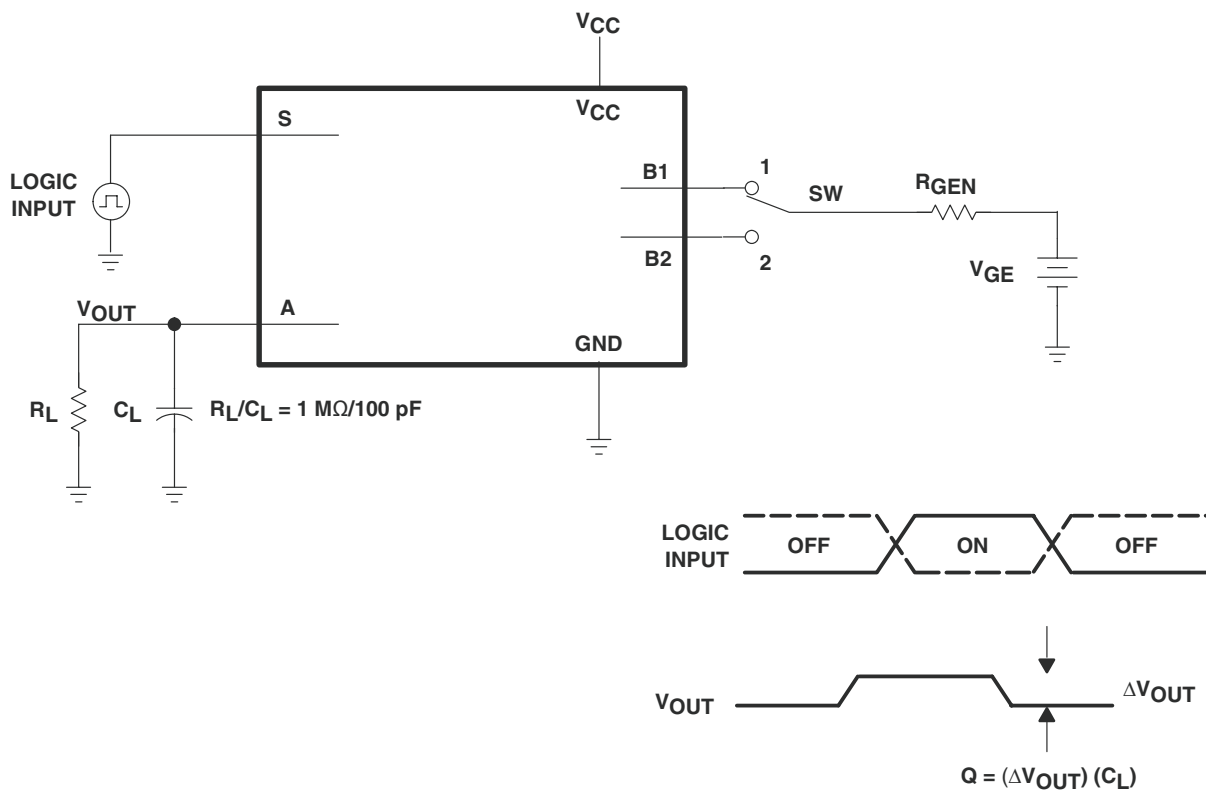 VCC
VCC
S
LOGIC
INPUT
B1
1
SW
RGEN
B2
2
VGE
VOUT
A
GND
RL
CL
RL/CL = 1 MΩ/100 pF
LOGIC
INPUT
OFF
ON
OFF
VOUT
ΔVOUT
Q = (ΔVOUT) (CL)